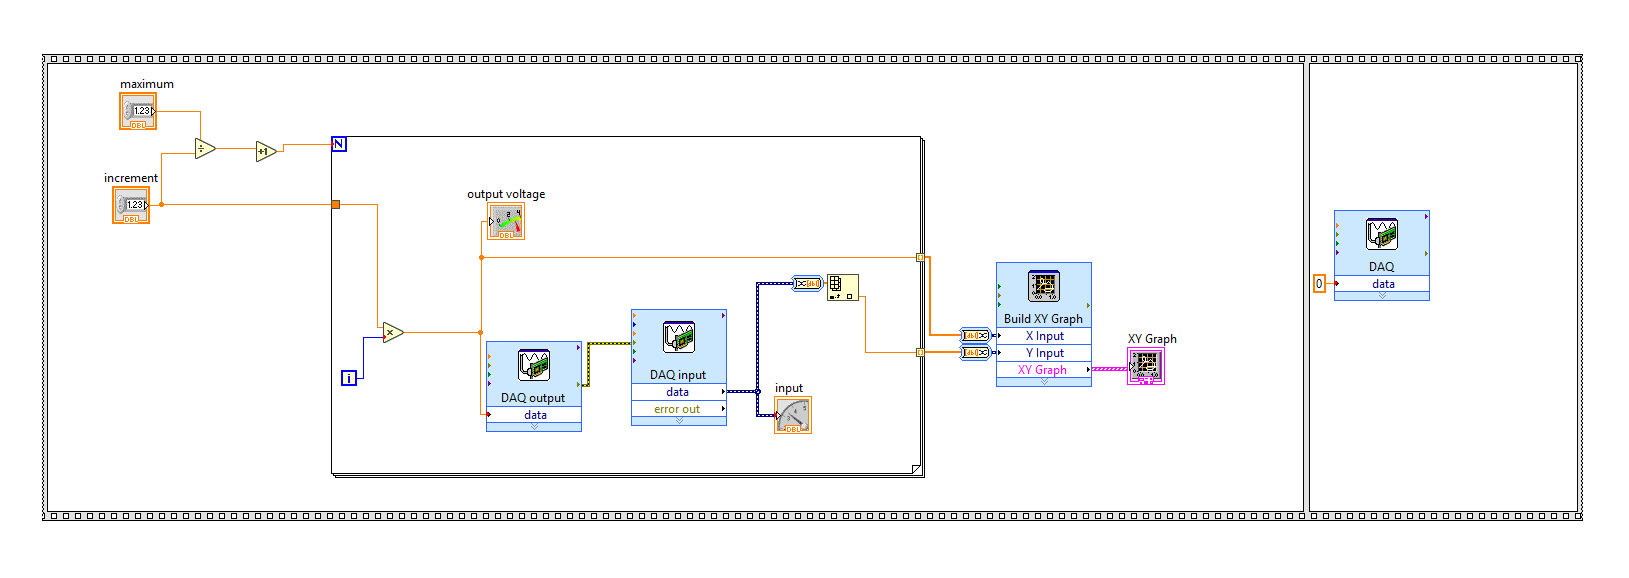 maximum
1.23
DBL
÷
+1
N
increment
1.23
DBL
output voltage
DBL
x
i
DAQ output
data
DAQ input
data
error out
input
DBL
Build XY Graph
X Input
Y Input
XY Graph
XY Graph
DAQ
data
0